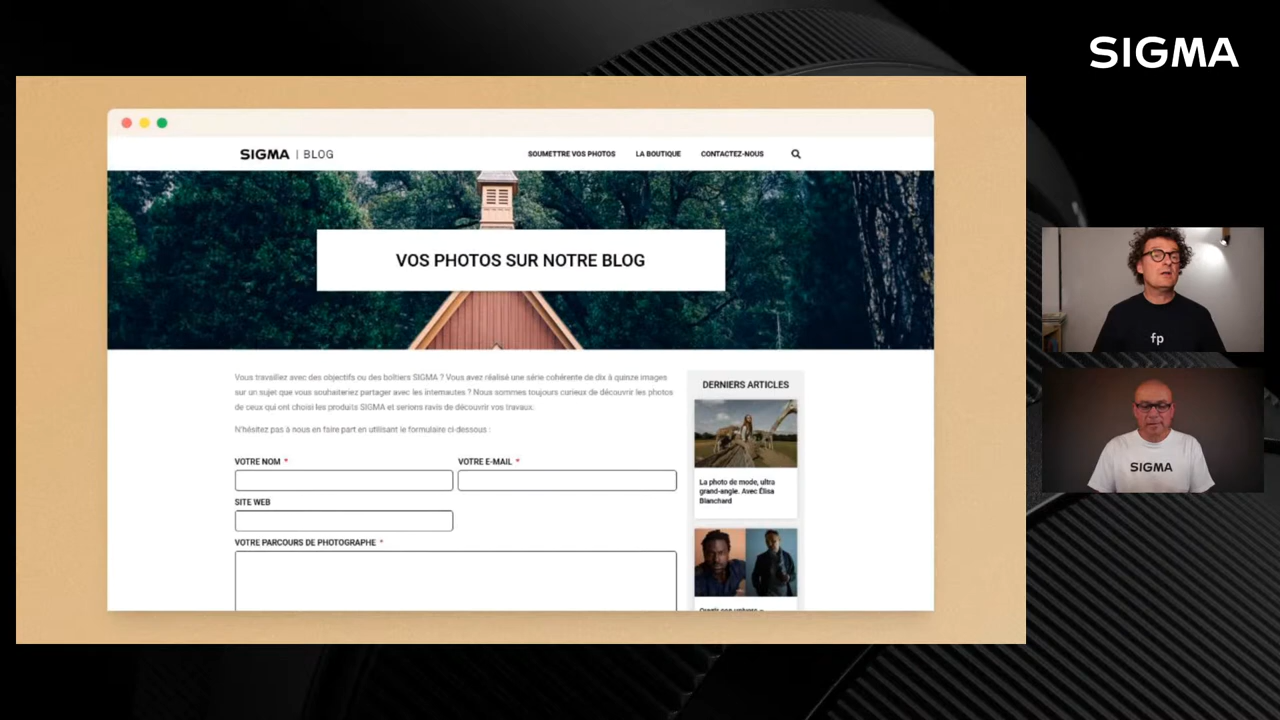 SIGMA
SIGMA | BLOG
SOUMETTRE VOS PHOTOS
LA BOUTIQUE
CONTACTEZ-NOUS
VOS PHOTOS SUR NOTRE BLOG
Vous travaillez avec des objectifs ou des boîtiers SIGMA ? Vous avez réalisé une série cohérente de dix à quinze images
sur un sujet que vous souhaiteriez partager avec les internautes ? Nous sommes toujours curieux de découvrir les photos
de ceux qui ont choisi les produits SIGMA et serions ravis de découvrir vos travaux.
N'hésitez pas à nous en faire part en utilisant le formulaire ci-dessous :
VOTRE NOM *
VOTRE E-MAIL *
SITE WEB
VOTRE PARCOURS DE PHOTOGRAPHE *
DERNIERS ARTICLES
La photo de mode, ultra
grand-angle. Avec Élisa
Blanchard
fp
SIGMA